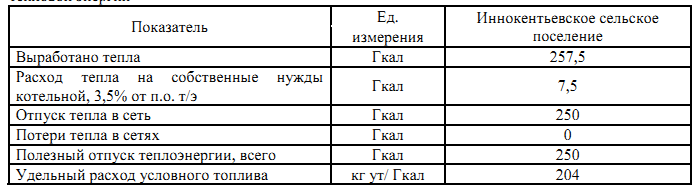 Показатель
Ед.
измерения
Иннокентьевское сельское
поселение
Выработано тепла Гкал 257,5
Расход тепла на собственные нужды
котельной, 3,5% от п.о. т/э Гкал 7,5
Отпуск тепла в сеть Гкал 250
Потери тепла в сетях Гкал 0
Полезный отпуск теплоэнергии, всего Гкал 250
Удельный расход условного топлива кг ут/ Гкал 204